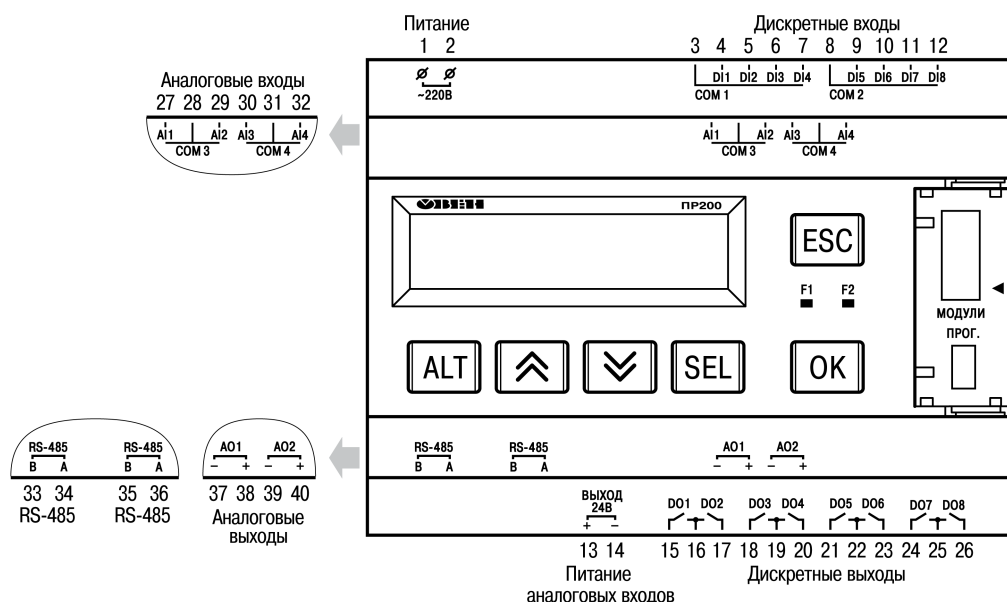 Питание
1 2
Дискретные входы
3 4 5 6 7 8 9 10 11 12
~220В
DI1 DI2 DI3 DI4 DI5 DI6 DI7 DI8
COM 1 COM 2
Аналоговые входы
27 28 29 30 31 32
AI1 AI2 AI3 AI4
COM 3 COM 4
AI1 AI2 AI3 AI4
COM 3 COM 4
ОВЕН ПР200
ESC
F1 F2
МОДУЛИ
ПРОГ.
ALT SEL OK
RS-485 RS-485
B A B A
33 34 35 36
RS-485 RS-485
AO1 AO2
– + – +
37 38 39 40
Аналоговые
выходы
RS-485 RS-485
B A B A
AO1 AO2
– + – +
ВЫХОД
24В
+ –
DO1 DO2 DO3 DO4 DO5 DO6 DO7 DO8
13 14 15 16 17 18 19 20 21 22 23 24 25 26
Питание
аналоговых входов
Дискретные выходы